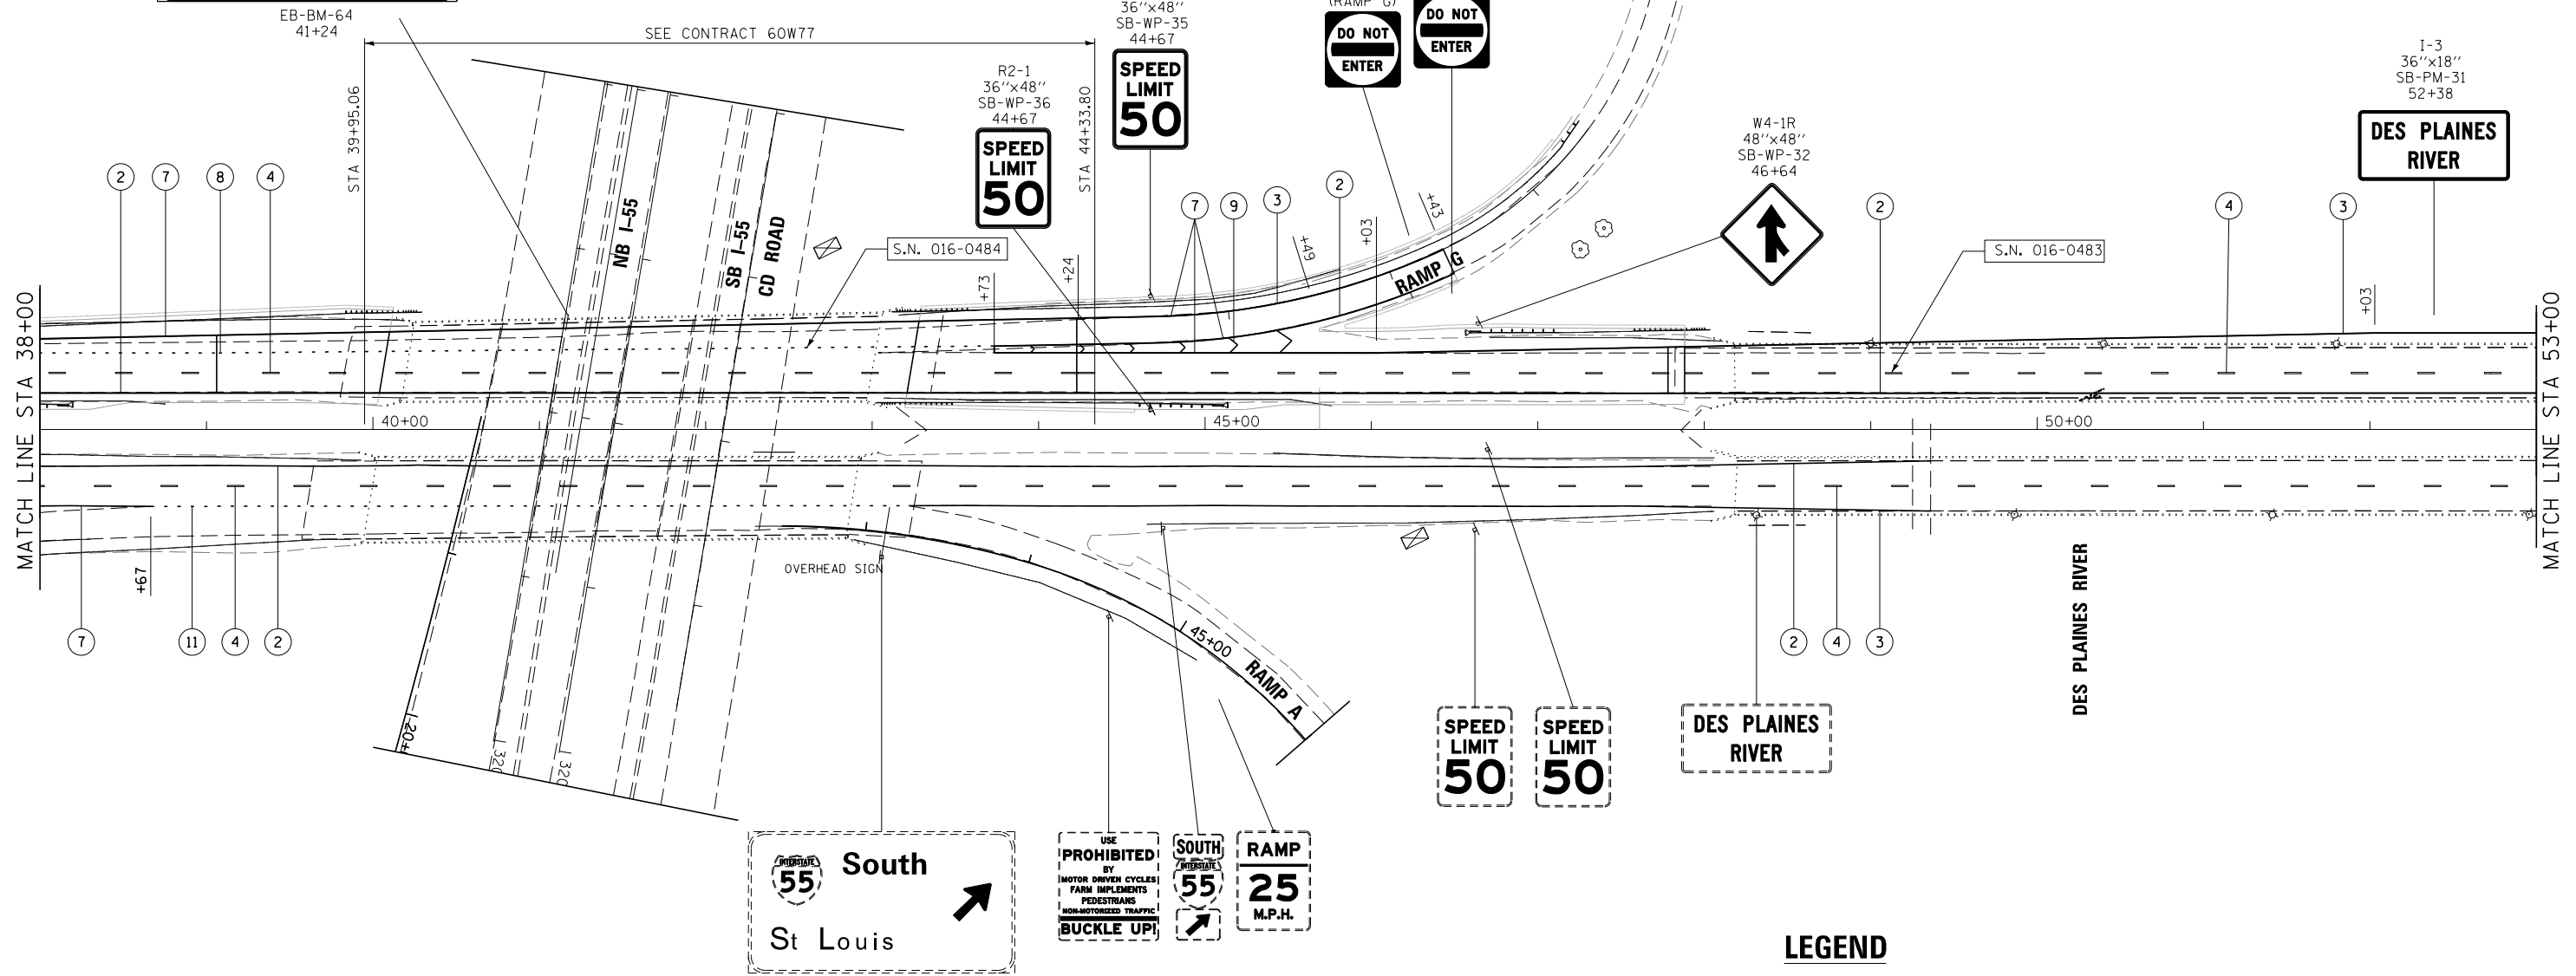 EB-BM-64
41+24
SEE CONTRACT 60W77
36''x48''
SB-WP-35
44+67
SPEED
LIMIT
50
(RAMP G)
DO NOT
ENTER
DO NOT
ENTER
I-3
36''x18''
SB-PM-31
52+38
DES PLAINES
RIVER
R2-1
36''x48''
SB-WP-36
44+67
SPEED
LIMIT
50
W4-1R
48''x48''
SB-WP-32
46+64
STA 39+95.06
STA 44+33.80
2
7
8
4
7
9
3
2
2
4
3
NB I-55
SB I-55
CD ROAD
S.N. 016-0484
S.N. 016-0483
+73
+24
+49
+03
+43
+03
RAMP G
MATCH LINE STA 38+00
MATCH LINE STA 53+00
40+00
45+00
50+00
+67
OVERHEAD SIGN
7
11
4
2
2
4
3
45+00
RAMP A
DES PLAINES RIVER
20+
320
320
SPEED
LIMIT
50
SPEED
LIMIT
50
DES PLAINES
RIVER
INTERSTATE
55
South
St Louis
USE
PROHIBITED
BY
MOTOR DRIVEN CYCLES
FARM IMPLEMENTS
PEDESTRIANS
NON-MOTORIZED TRAFFIC
BUCKLE UP!
SOUTH
INTERSTATE
55
RAMP
25
M.P.H.
LEGEND